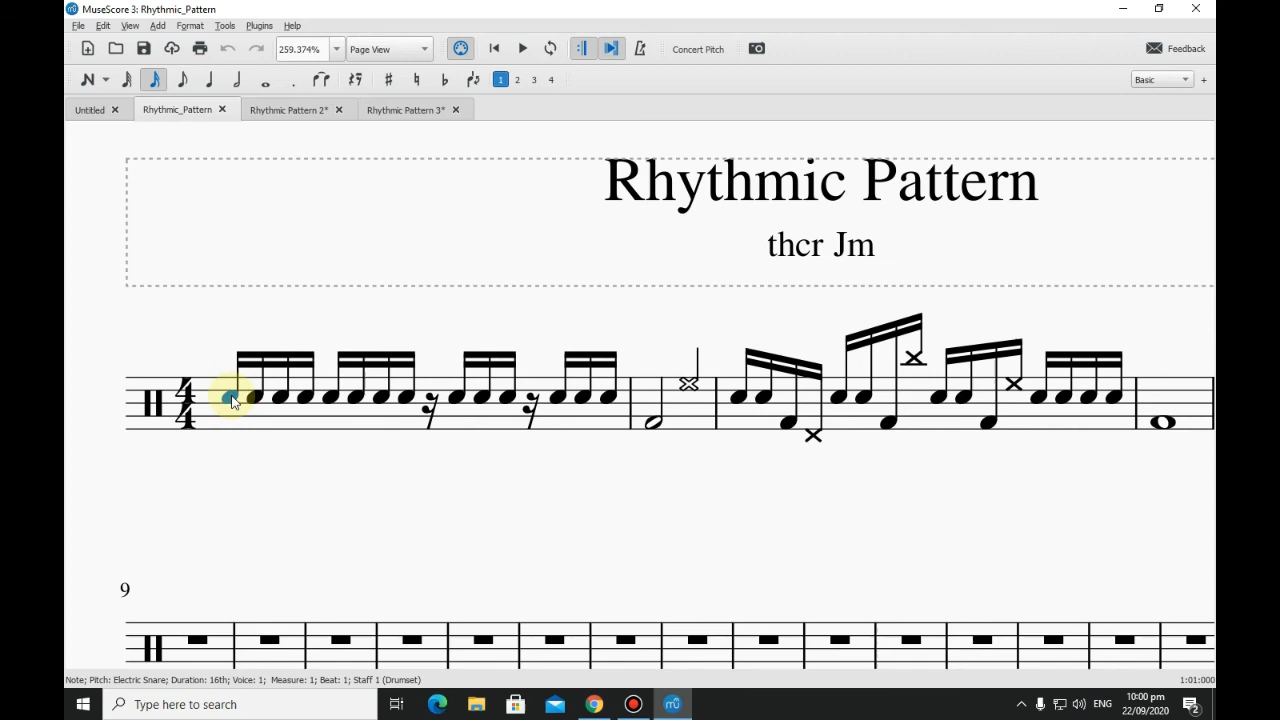 MuseScore 3: Rhythmic_Pattern
File Edit View Add Format Tools Plugins Help
259.374% Page View Concert Pitch Feedback
1 2 3 4 Basic +
Untitled Rhythmic_Pattern Rhythmic Pattern 2* Rhythmic Pattern 3*
Rhythmic Pattern
thcr Jm
4
4
9
Note; Pitch: Electric Snare; Duration: 16th; Voice: 1; Measure: 1; Beat: 1; Staff 1 (Drumset) 1:01:000
Type here to search ENG 10:00 pm
22/09/2020 2